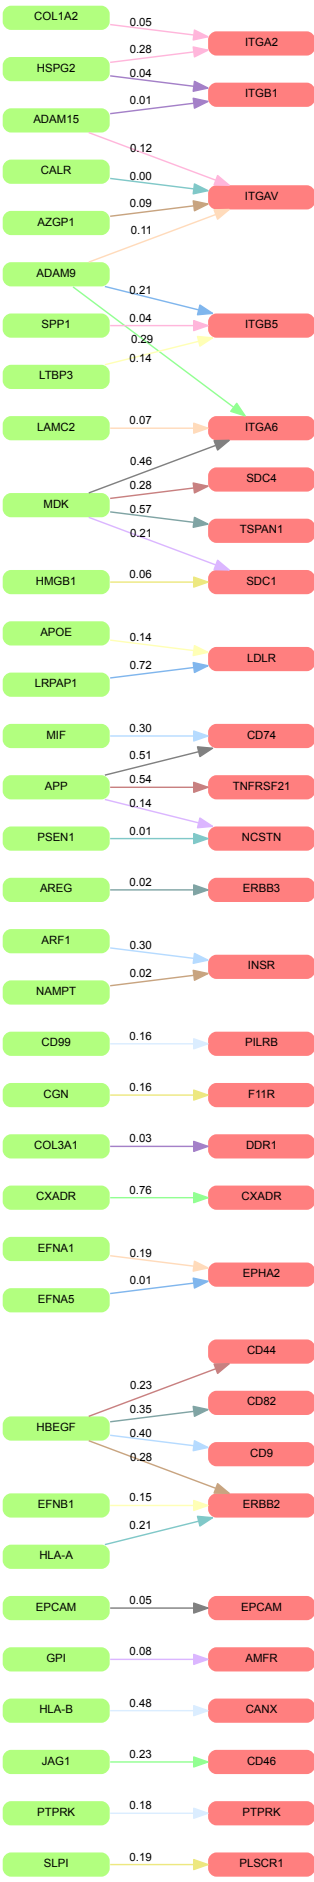 COL1A2 0.05 ITGA2
HSPG2 0.28
0.04 ITGB1
ADAM15 0.01
0.12
CALR 0.00 ITGAV
AZGP1 0.09
0.11
ADAM9
0.21
SPP1 0.04 ITGB5
0.29
LTBP3 0.14
LAMC2 0.07 ITGA6
0.46
MDK 0.28 SDC4
0.57 TSPAN1
0.21
HMGB1 0.06 SDC1
APOE 0.14 LDLR
LRPAP1 0.72
MIF 0.30 CD74
0.51
APP 0.54 TNFRSF21
0.14
PSEN1 0.01 NCSTN
AREG 0.02 ERBB3
ARF1 0.30 INSR
NAMPT 0.02
CD99 0.16 PILRB
CGN 0.16 F11R
COL3A1 0.03 DDR1
CXADR 0.76 CXADR
EFNA1 0.19 EPHA2
EFNA5 0.01
CD44
0.23
0.35 CD82
HBEGF 0.40 CD9
0.28
EFNB1 0.15 ERBB2
0.21
HLA-A
EPCAM 0.05 EPCAM
GPI 0.08 AMFR
HLA-B 0.48 CANX
JAG1 0.23 CD46
PTPRK 0.18 PTPRK
SLPI 0.19 PLSCR1